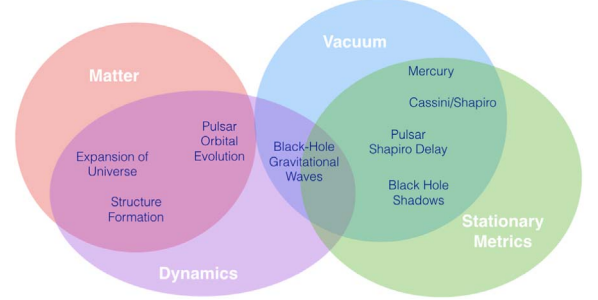 Vacuum
Matter
Mercury
Cassini/Shapiro
Pulsar
Orbital
Evolution
Pulsar
Shapiro Delay
Black-Hole
Gravitational
Waves
Expansion of
Universe
Black Hole
Shadows
Structure
Formation
Stationary
Metrics
Dynamics